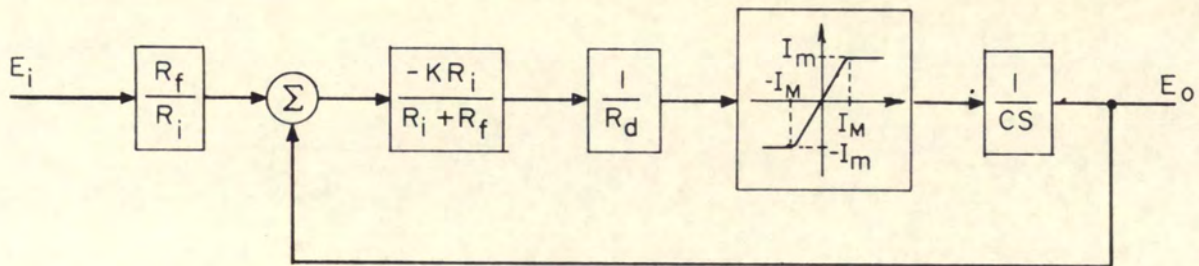 E_i
R_f
R_i
Σ
-KR_i
R_i + R_f
1
R_d
I_m
-I_M
I_M
-I_m
1
CS
E_o